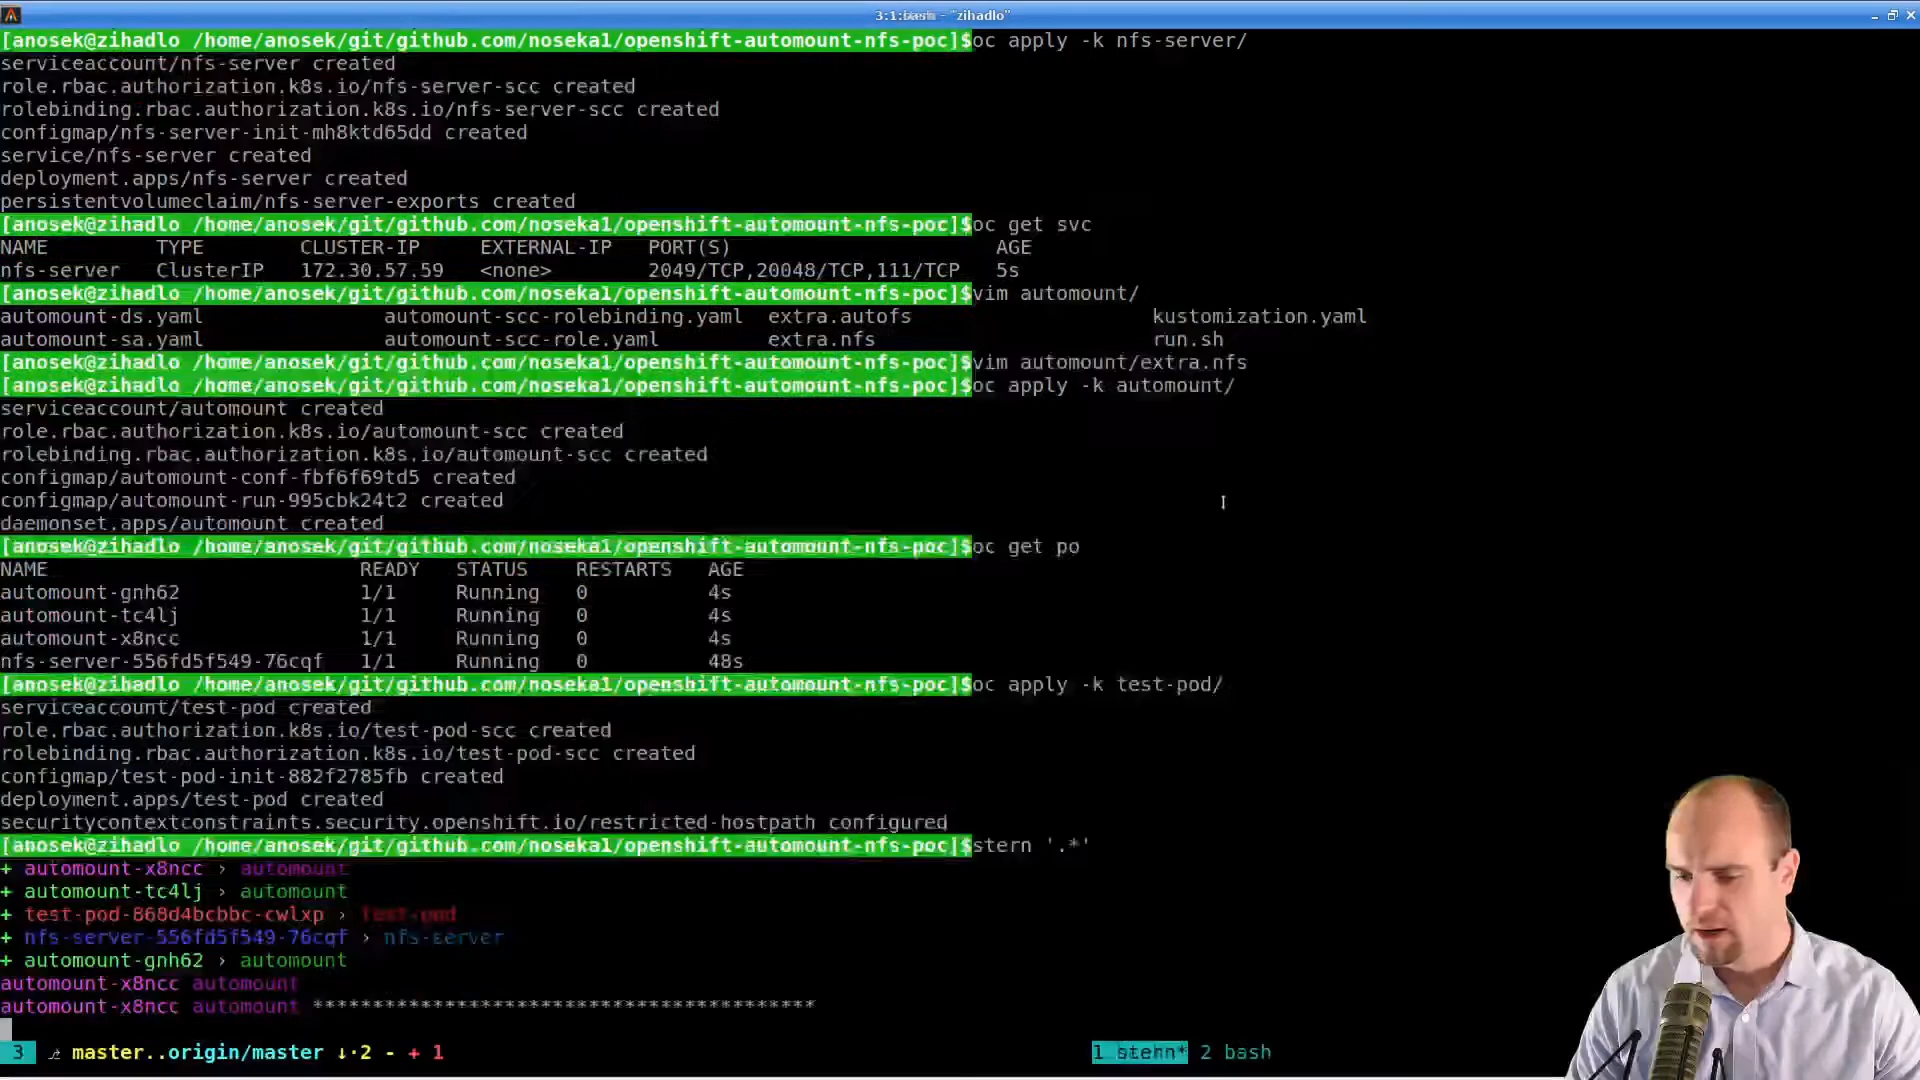 3:1:stern - "zihadlo"
[anosek@zihadlo /home/anosek/git/github.com/noseka1/openshift-automount-nfs-poc]$oc apply -k nfs-server/
serviceaccount/nfs-server created
role.rbac.authorization.k8s.io/nfs-server-scc created
rolebinding.rbac.authorization.k8s.io/nfs-server-scc created
configmap/nfs-server-init-mh8ktd65dd created
service/nfs-server created
deployment.apps/nfs-server created
persistentvolumeclaim/nfs-server-exports created
[anosek@zihadlo /home/anosek/git/github.com/noseka1/openshift-automount-nfs-poc]$oc get svc
NAME TYPE CLUSTER-IP EXTERNAL-IP PORT(S) AGE
nfs-server ClusterIP 172.30.57.59 <none> 2049/TCP,20048/TCP,111/TCP 5s
[anosek@zihadlo /home/anosek/git/github.com/noseka1/openshift-automount-nfs-poc]$vim automount/
automount-ds.yaml automount-scc-rolebinding.yaml extra.autofs kustomization.yaml
automount-sa.yaml automount-scc-role.yaml extra.nfs run.sh
[anosek@zihadlo /home/anosek/git/github.com/noseka1/openshift-automount-nfs-poc]$vim automount/extra.nfs
[anosek@zihadlo /home/anosek/git/github.com/noseka1/openshift-automount-nfs-poc]$oc apply -k automount/
serviceaccount/automount created
role.rbac.authorization.k8s.io/automount-scc created
rolebinding.rbac.authorization.k8s.io/automount-scc created
configmap/automount-conf-fbf6f69td5 created
configmap/automount-run-995cbk24t2 created
daemonset.apps/automount created
[anosek@zihadlo /home/anosek/git/github.com/noseka1/openshift-automount-nfs-poc]$oc get po
NAME READY STATUS RESTARTS AGE
automount-gnh62 1/1 Running 0 4s
automount-tc4lj 1/1 Running 0 4s
automount-x8ncc 1/1 Running 0 4s
nfs-server-556fd5f549-76cqf 1/1 Running 0 48s
[anosek@zihadlo /home/anosek/git/github.com/noseka1/openshift-automount-nfs-poc]$oc apply -k test-pod/
serviceaccount/test-pod created
role.rbac.authorization.k8s.io/test-pod-scc created
rolebinding.rbac.authorization.k8s.io/test-pod-scc created
configmap/test-pod-init-882f2785fb created
deployment.apps/test-pod created
securitycontextconstraints.security.openshift.io/restricted-hostpath configured
[anosek@zihadlo /home/anosek/git/github.com/noseka1/openshift-automount-nfs-poc]$stern '.*'
+ automount-x8ncc › automount
+ automount-tc4lj › automount
+ test-pod-868d4bcbbc-cwlxp › test-pod
+ nfs-server-556fd5f549-76cqf › nfs-server
+ automount-gnh62 › automount
automount-x8ncc automount
automount-x8ncc automount ******************************************
3 ⎇ master..origin/master ↓·2 - + 1 1 stern* 2 bash